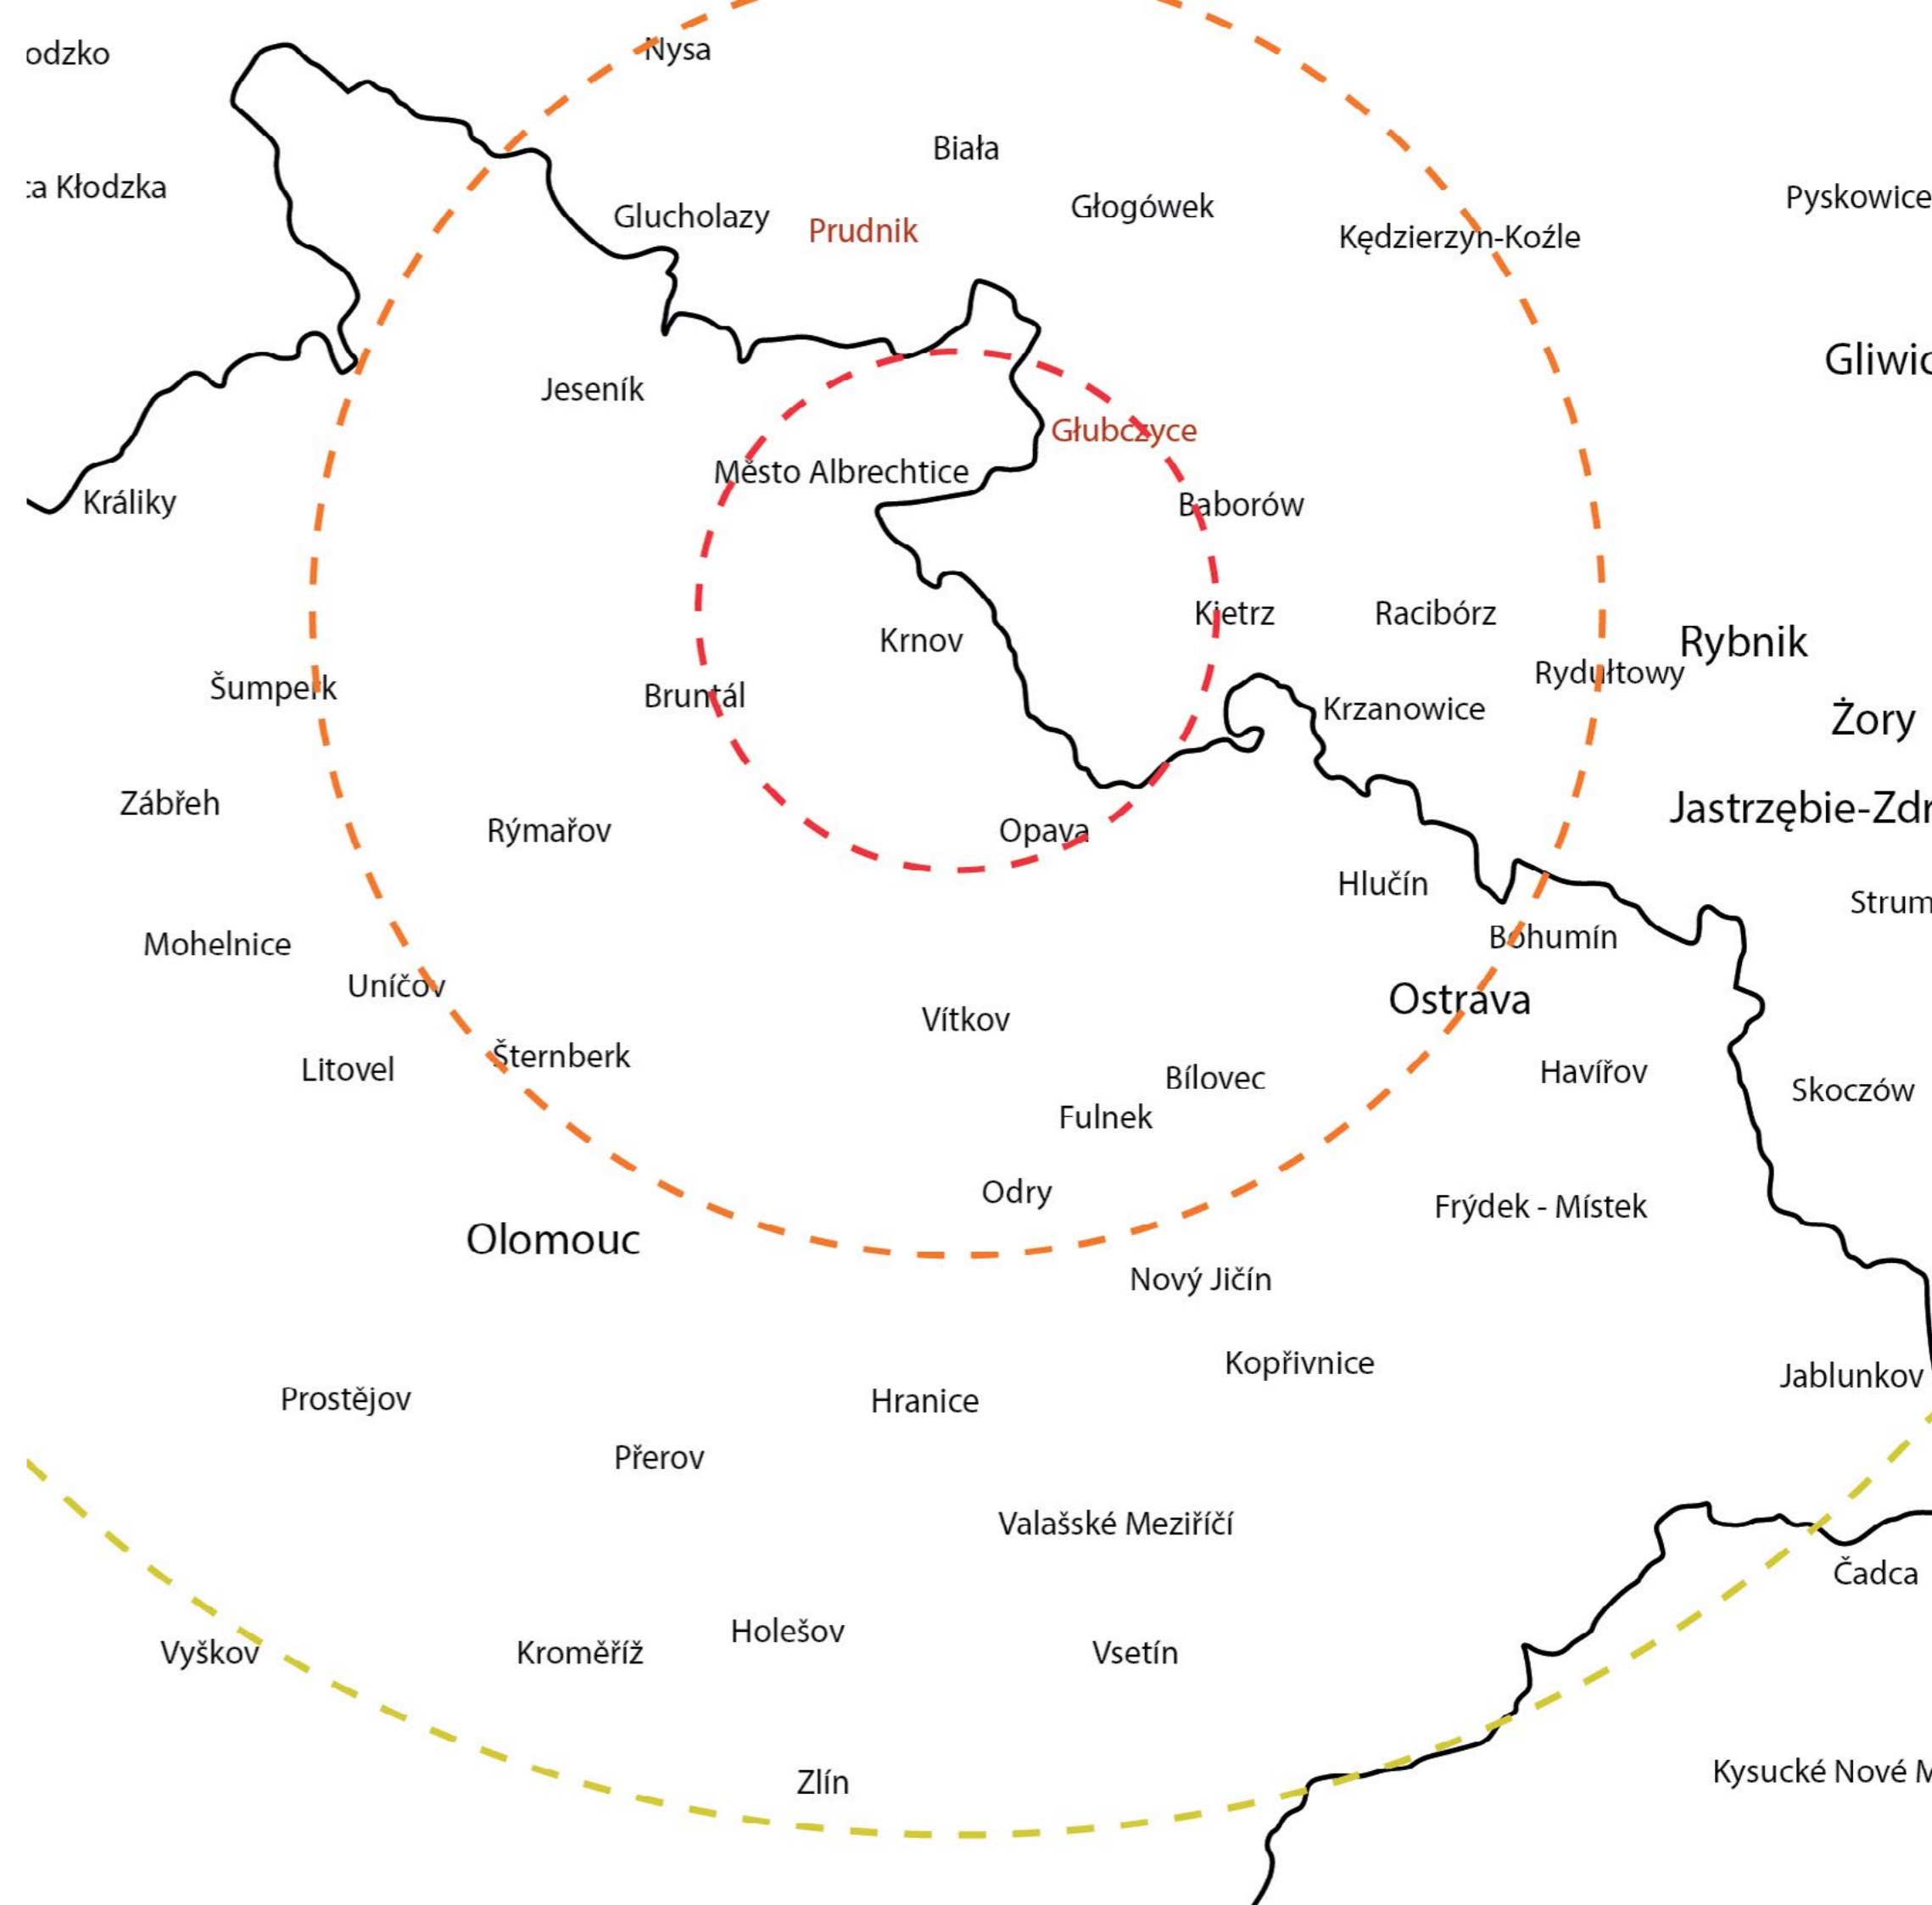 Nysa
odzko
Biała
ca Kłodzka
Pyskowice
Głogówek
Glucholazy
Prudnik
Kędzierzyn-Koźle
Gliwic
Jeseník
Głubczyce
Město Albrechtice
Králiky
Baborów
Kietrz
Racibórz
Krnov
Rybnik
Rydułtowy
Šumperk
Bruntál
Krzanowice
Żory
Zábřeh
Jastrzębie-Zdr
Rýmařov
Opava
Hlučín
Strum
Bohumín
Mohelnice
Uníčov
Ostrava
Vítkov
Šternberk
Litovel
Havířov
Bílovec
Skoczów
Fulnek
Odry
Frýdek - Místek
Olomouc
Nový Jičín
Kopřivnice
Jablunkov
Prostějov
Hranice
Přerov
Valašské Meziříčí
Čadca
Holešov
Vyškov
Kroměříž
Vsetín
Kysucké Nové M
Zlín